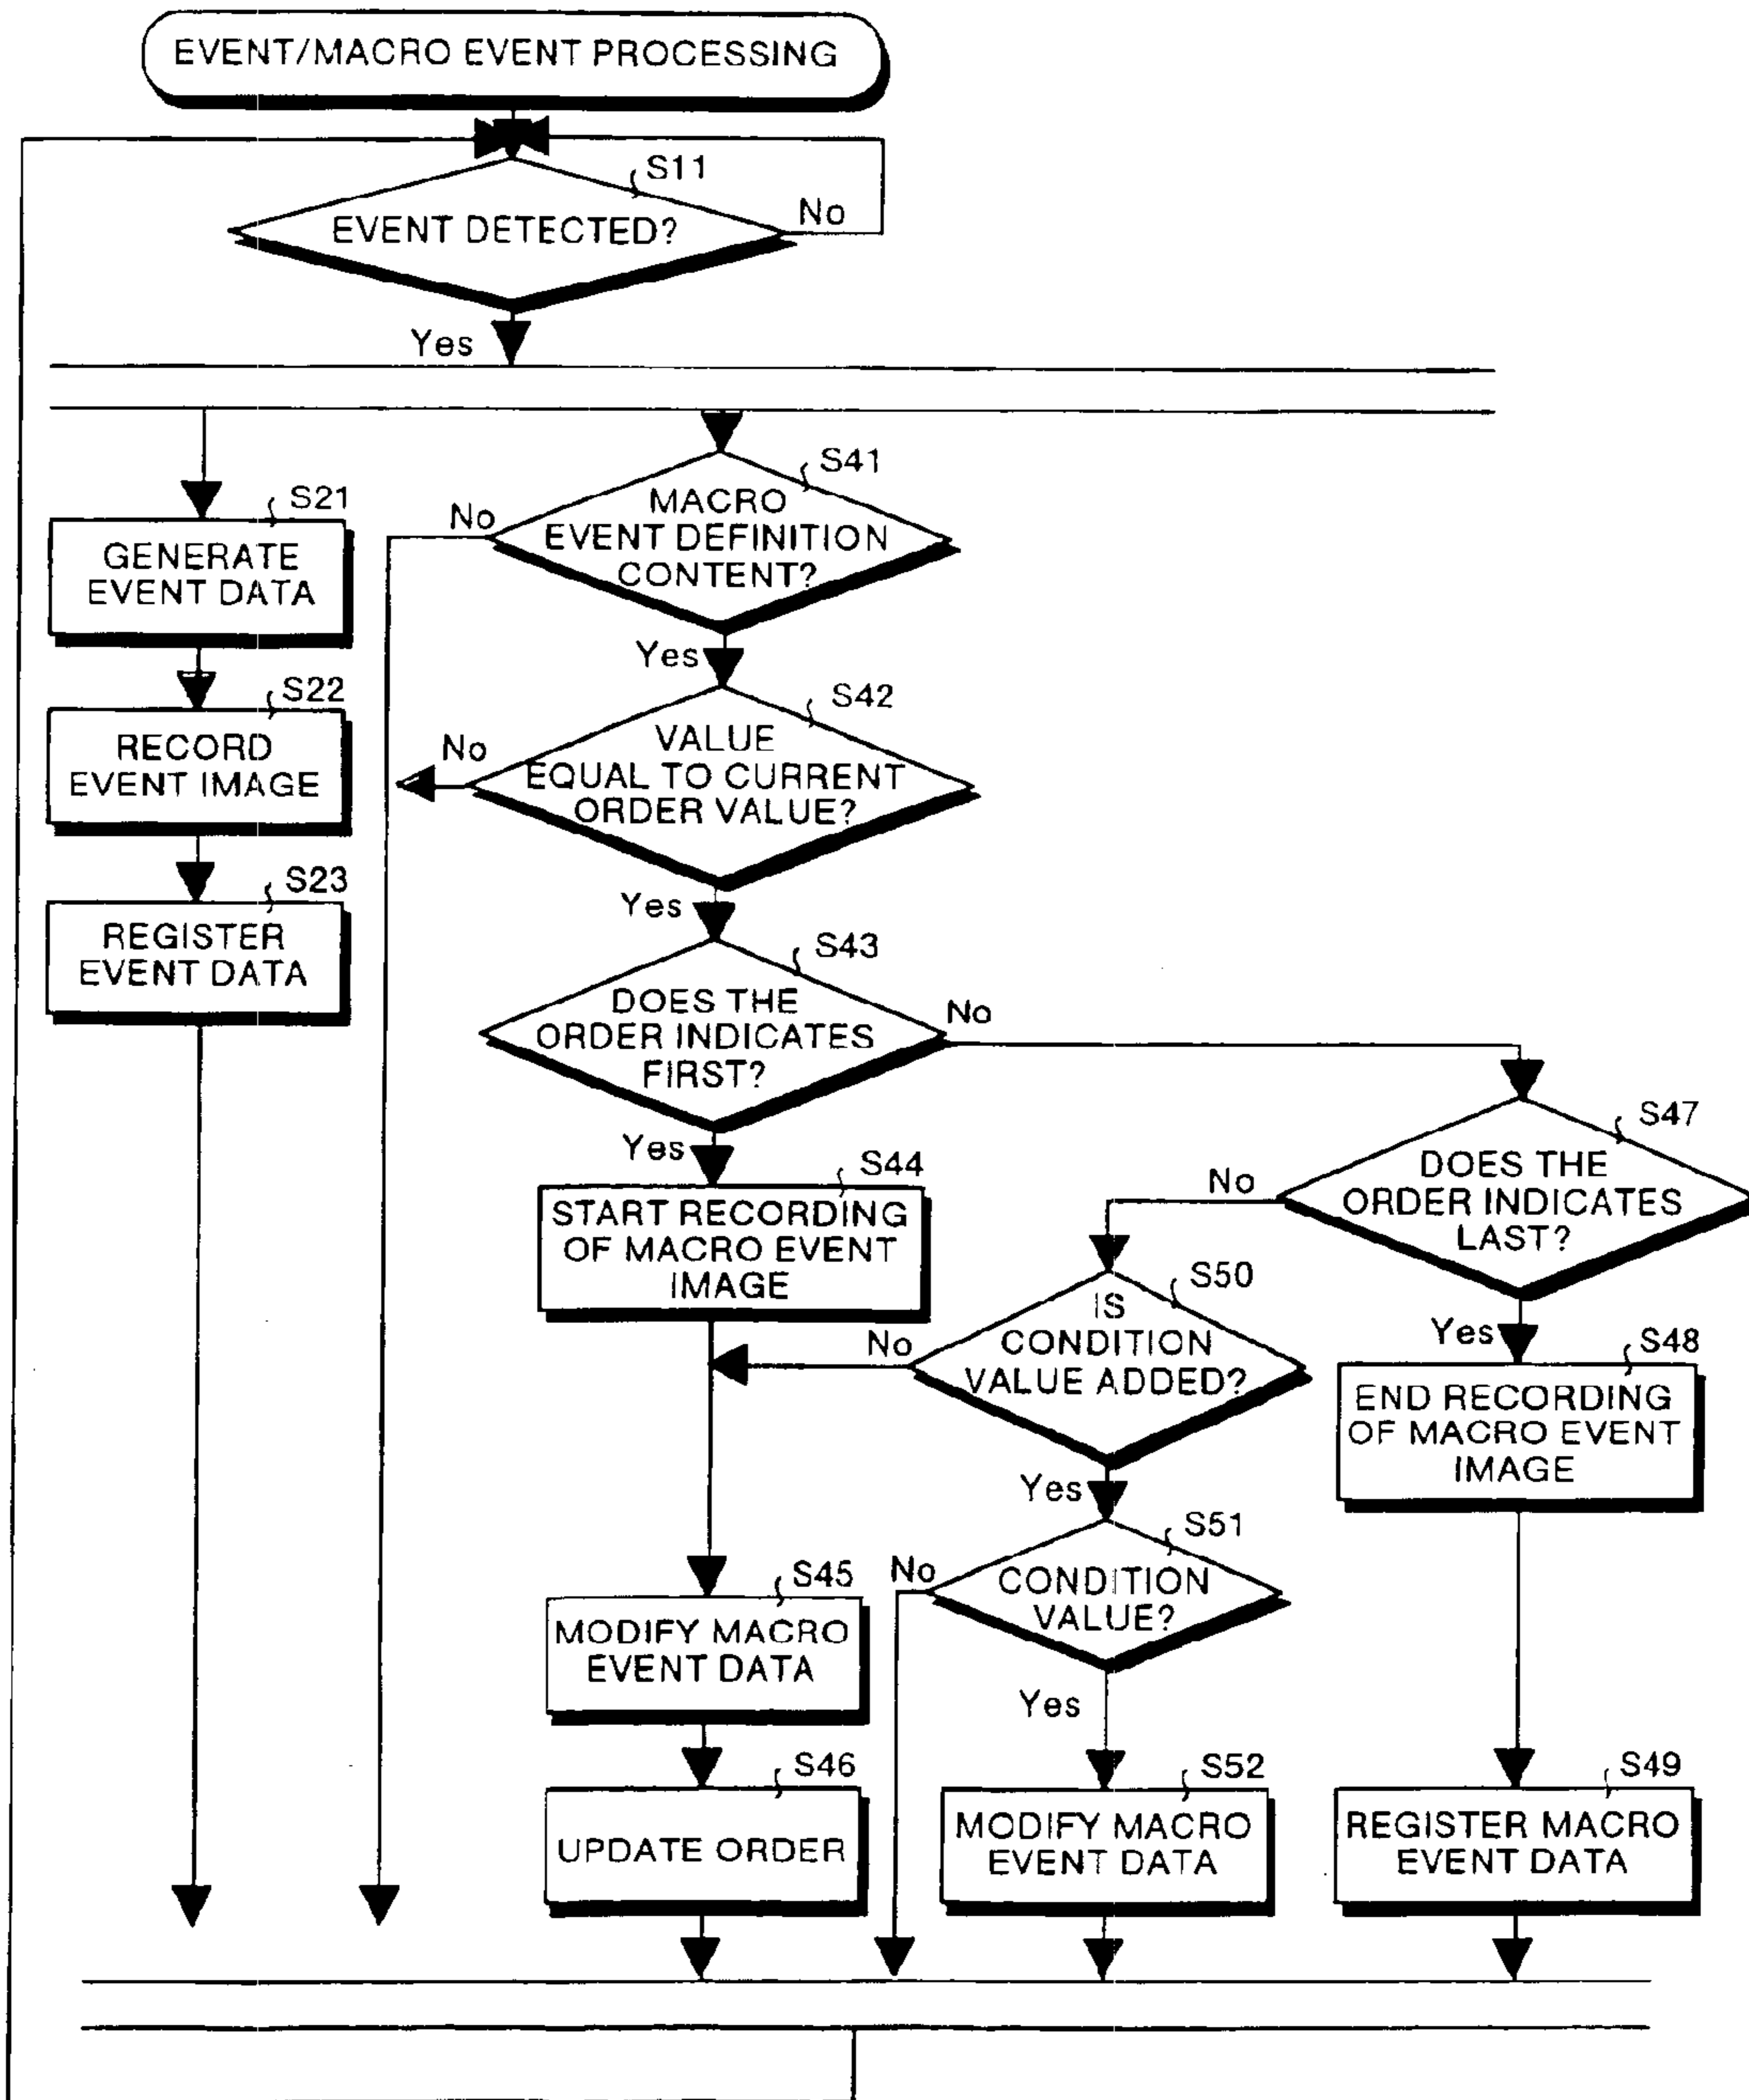 EVENT/MACRO EVENT PROCESSING
S11
EVENT DETECTED?
No
Yes
S21
GENERATE
EVENT DATA
S22
RECORD
EVENT IMAGE
S23
REGISTER
EVENT DATA
S41
MACRO
EVENT DEFINITION
CONTENT?
No
Yes
S42
VALUE
EQUAL TO CURRENT
ORDER VALUE?
No
Yes
S43
DOES THE
ORDER INDICATES
FIRST?
No
Yes
S44
START RECORDING
OF MACRO EVENT
IMAGE
S45
MODIFY MACRO
EVENT DATA
S46
UPDATE ORDER
S47
DOES THE
ORDER INDICATES
LAST?
No
Yes
S48
END RECORDING
OF MACRO EVENT
IMAGE
S49
REGISTER MACRO
EVENT DATA
S50
IS
CONDITION
VALUE ADDED?
No
Yes
S51
CONDITION
VALUE?
No
Yes
S52
MODIFY MACRO
EVENT DATA